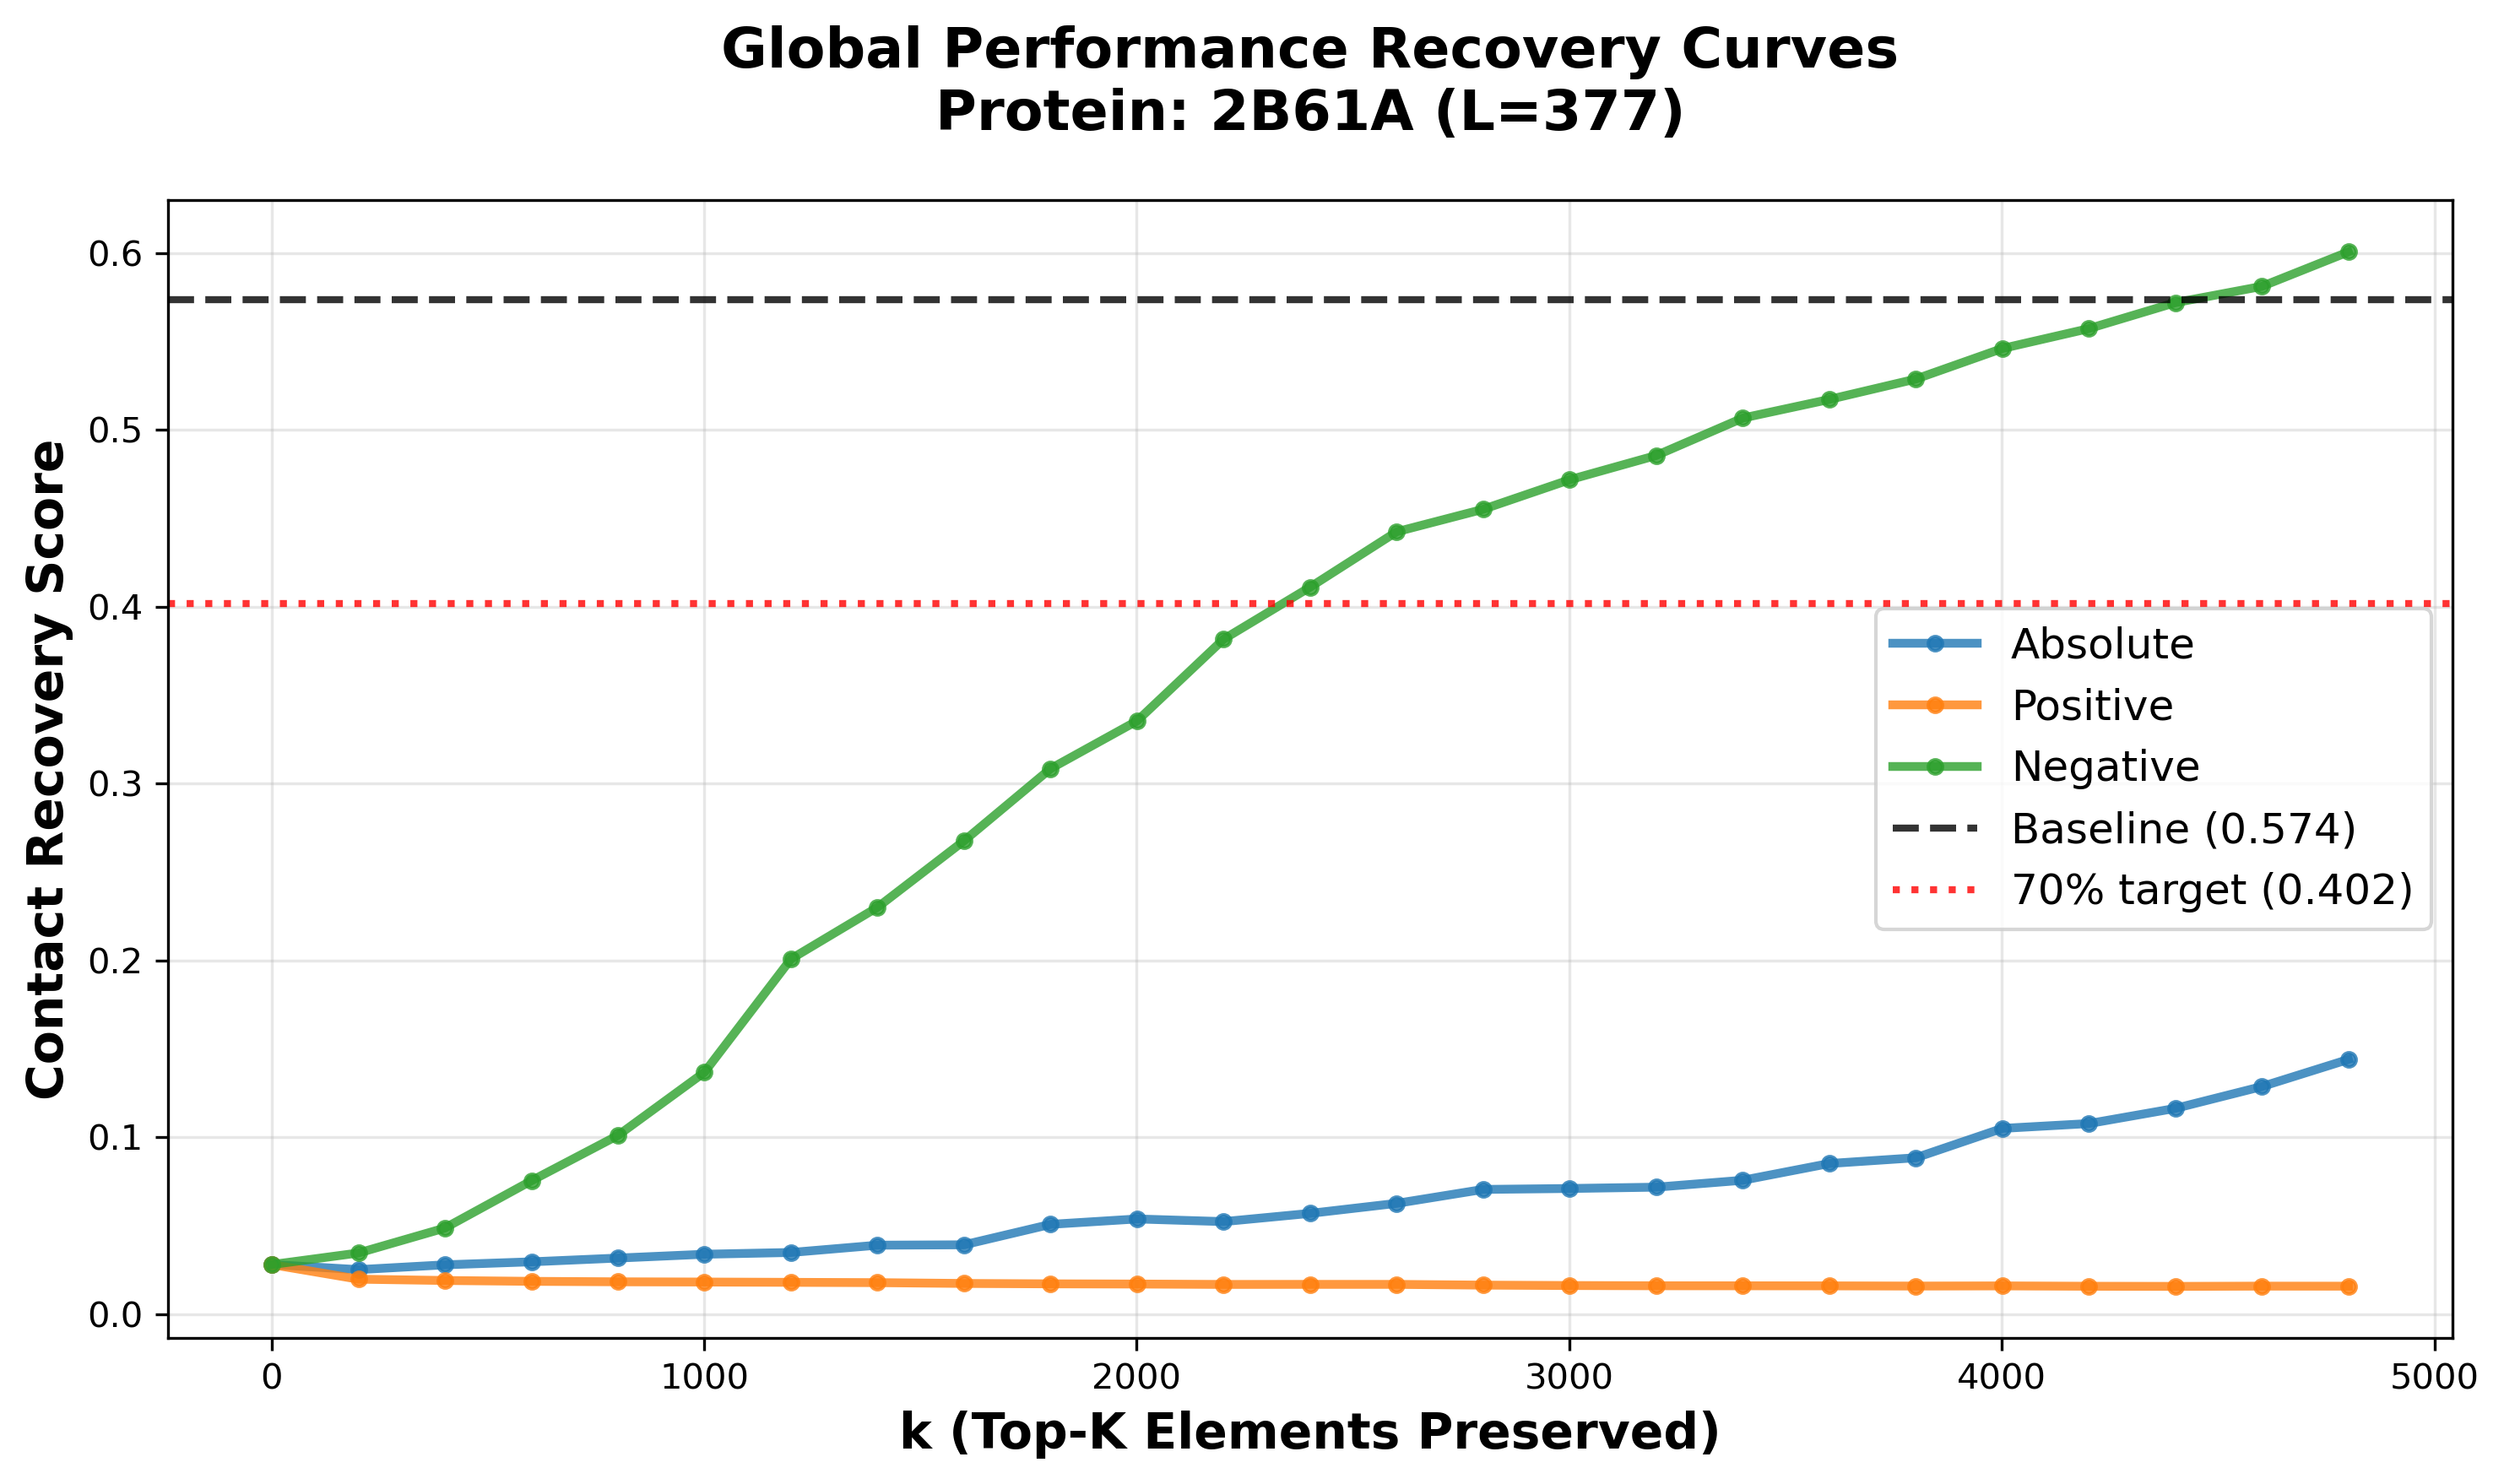 Global Performance Recovery Curves
Protein: 2B61A (L=377)
Contact Recovery Score
0.6
0.5
0.4
0.3
0.2
0.1
0.0
Absolute
Positive
Negative
Baseline (0.574)
70% target (0.402)
0 1000 2000 3000 4000 5000
k (Top-K Elements Preserved)